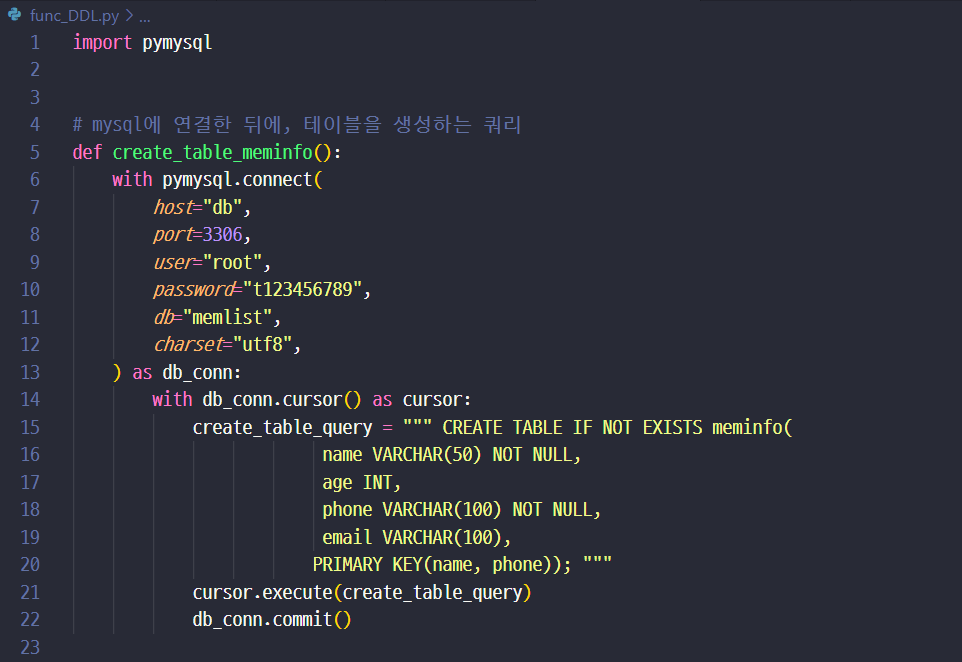 func_DDL.py > ...
1 import pymysql
2
3
4 # mysql에 연결한 뒤에, 테이블을 생성하는 쿼리
5 def create_table_meminfo():
6     with pymysql.connect(
7         host="db",
8         port=3306,
9         user="root",
10         password="t123456789",
11         db="memlist",
12         charset="utf8",
13     ) as db_conn:
14         with db_conn.cursor() as cursor:
15             create_table_query = """ CREATE TABLE IF NOT EXISTS meminfo(
16                          name VARCHAR(50) NOT NULL,
17                          age INT,
18                          phone VARCHAR(100) NOT NULL,
19                          email VARCHAR(100),
20                         PRIMARY KEY(name, phone)); """
21             cursor.execute(create_table_query)
22             db_conn.commit()
23